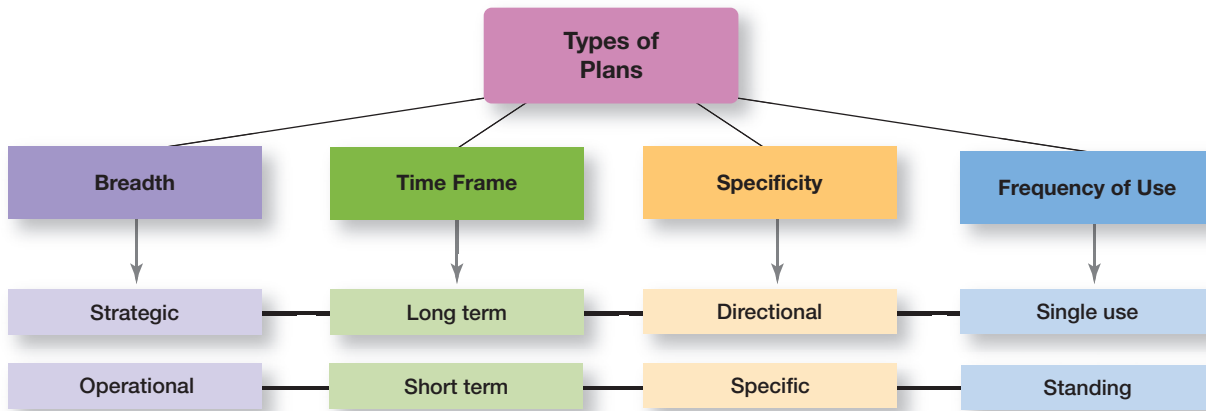 Types of
Plans
Breadth
Time Frame
Specificity
Frequency of Use
Strategic
Long term
Directional
Single use
Operational
Short term
Specific
Standing